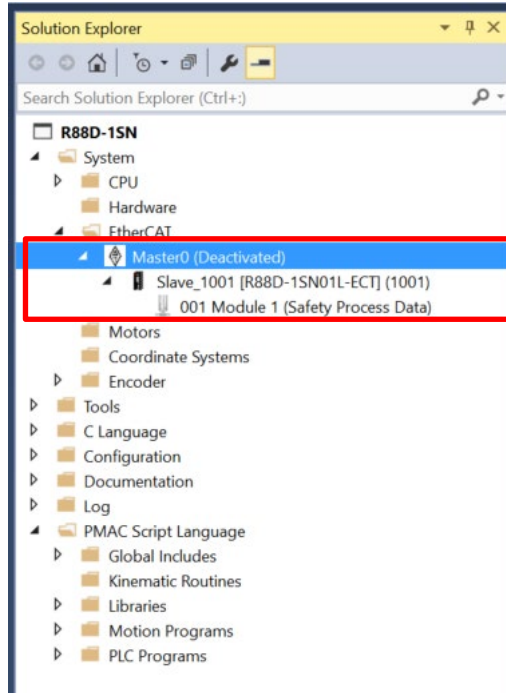 Solution Explorer
Search Solution Explorer (Ctrl+:)
R88D-1SN
System
CPU
Hardware
EtherCAT
Master0 (Deactivated)
Slave_1001 [R88D-1SN01L-ECT] (1001)
001 Module 1 (Safety Process Data)
Motors
Coordinate Systems
Encoder
Tools
C Language
Configuration
Documentation
Log
PMAC Script Language
Global Includes
Kinematic Routines
Libraries
Motion Programs
PLC Programs